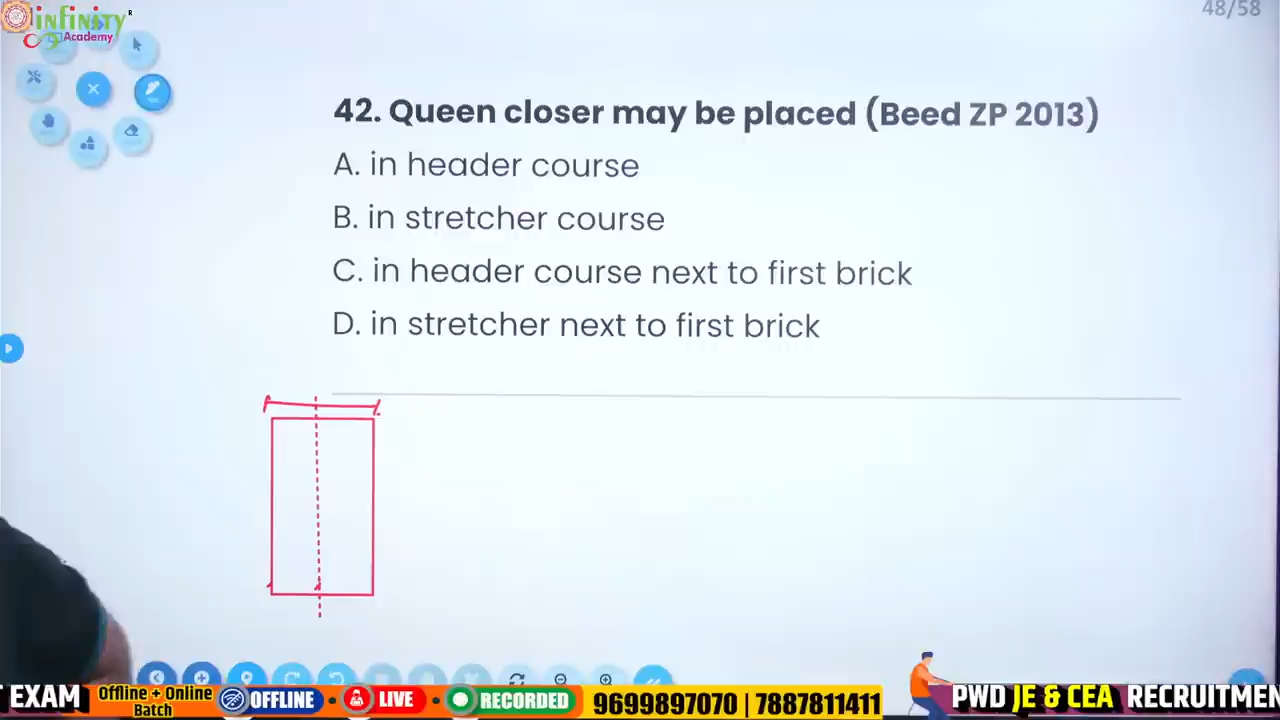 infinity
Academy
48/58
42. Queen closer may be placed (Beed ZP 2013)
A. in header course
B. in stretcher course
C. in header course next to first brick
D. in stretcher next to first brick
EXAM
Offline + Online
Batch
OFFLINE
LIVE
RECORDED
9699897070 | 7887811411
PWD JE & CEA RECRUITMEN